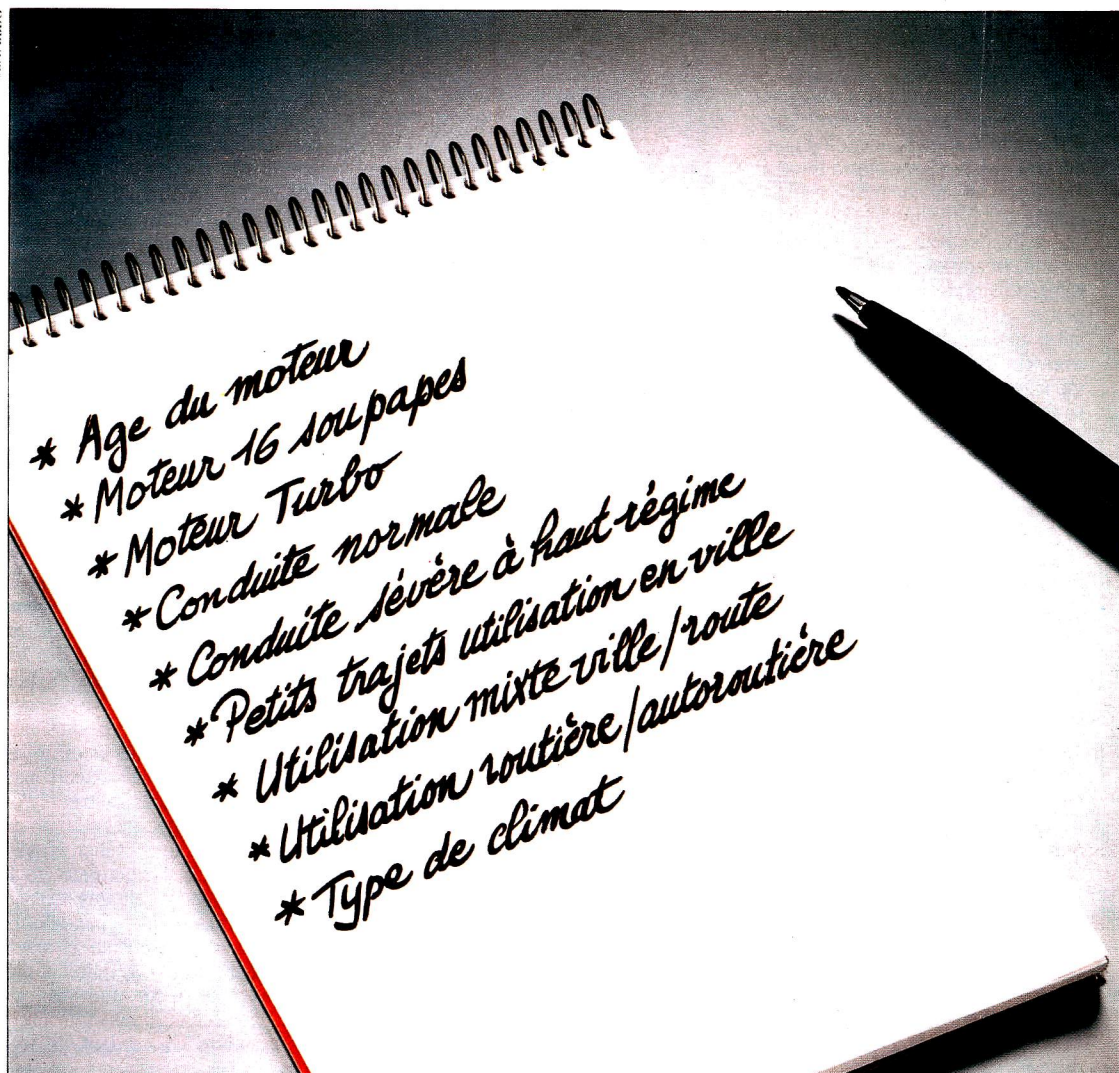 * Age du moteur
* Moteur 16 soupapes
* Moteur Turbo
* Conduite normale
* Conduite sévère à haut régime
* Petits trajets utilisation en ville
* Utilisation mixte ville/route
* Utilisation routière/autoroutière
* Type de climat